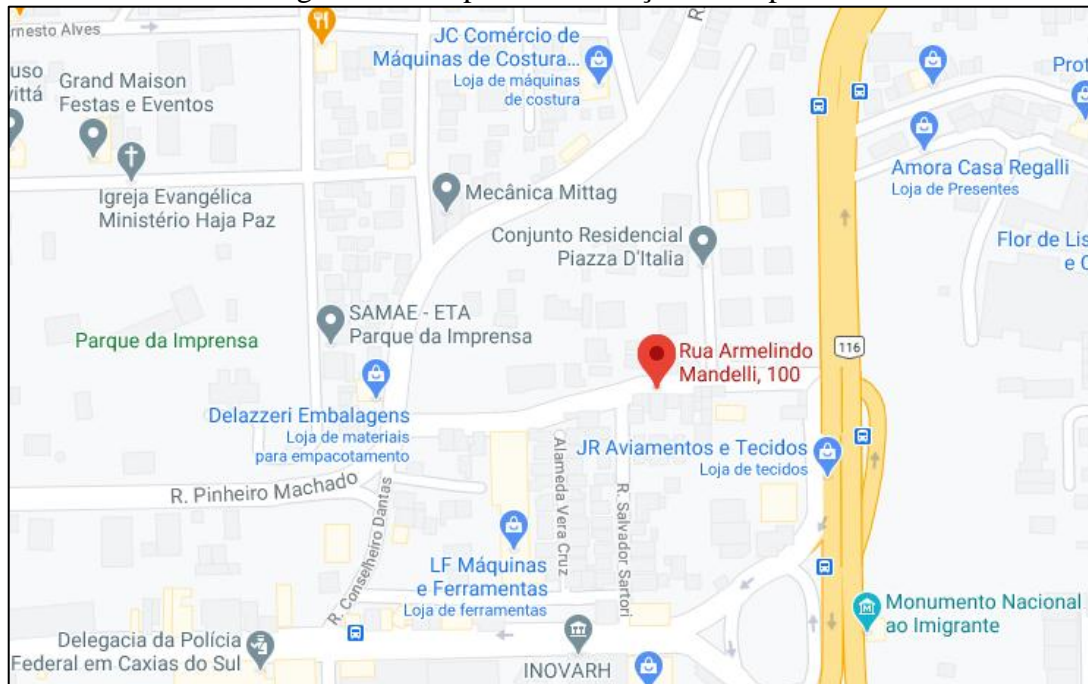 rnesto Alves
JC Comércio de
Máquinas de Costura...
Loja de máquinas
de costura
R.
uso
vittá
Grand Maison
Festas e Eventos
Prot
Igreja Evangélica
Ministério Haja Paz
Mecânica Mittag
Amora Casa Regalli
Loja de Presentes
Conjunto Residencial
Piazza D'Italia
Flor de Lis
e C
SAMAE - ETA
Parque da Imprensa
Parque da Imprensa
Rua Armelindo
Mandelli, 100
116
Delazzeri Embalagens
Loja de materiais
para empacotamento
JR Aviamentos e Tecidos
Loja de tecidos
R. Pinheiro Machado
R. Conselheiro Dantas
Alameda Vera Cruz
R. Salvador Sartori
LF Máquinas
e Ferramentas
Loja de ferramentas
Monumento Nacional
ao Imigrante
Delegacia da Polícia
Federal em Caxias do Sul
INOVARH